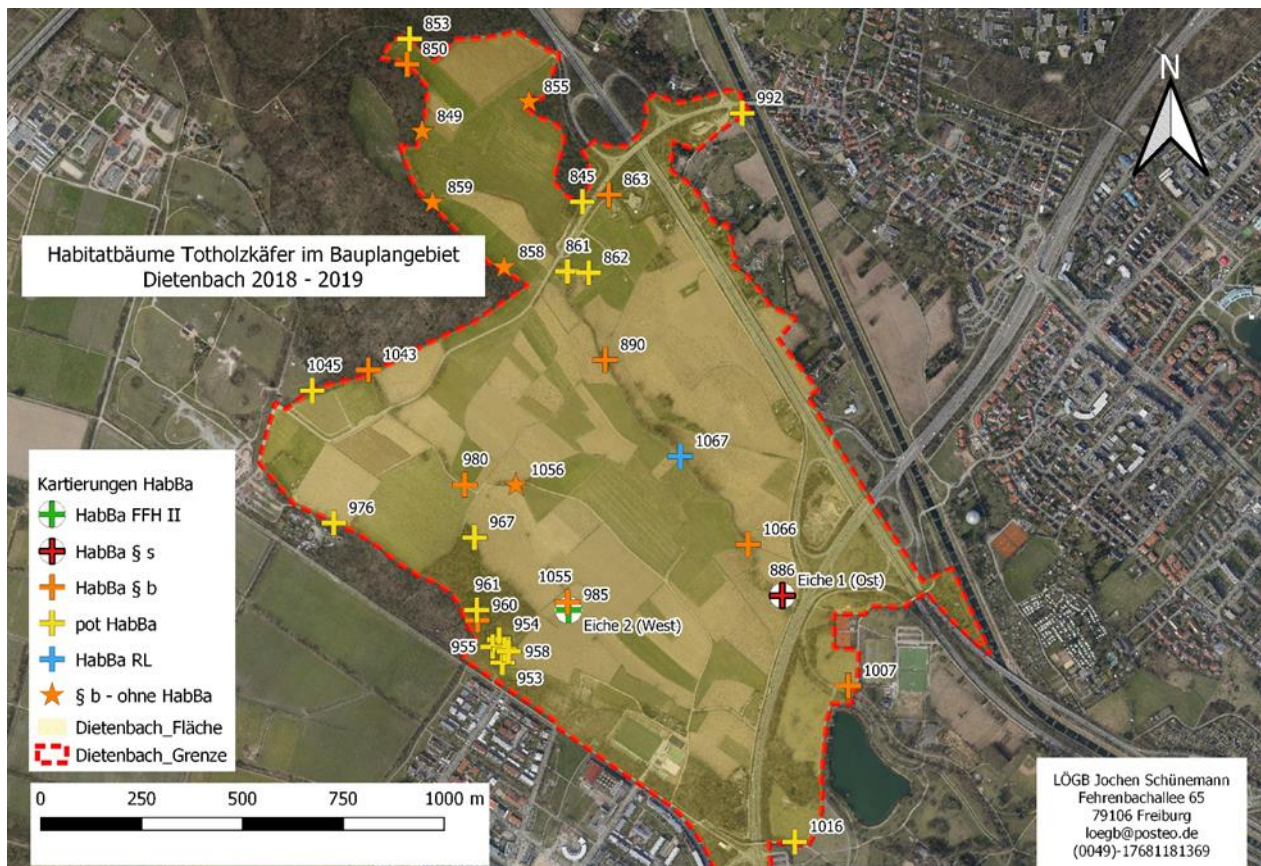 853
850
855
849
992
N
845
863
859
Habitatbäume Totholzkäfer im Bauplangebiet
Dietenbach 2018 - 2019
858
861
862
890
1043
1045
1067
980
1056
976
967
1066
886
Eiche 1 (Ost)
1055
985
Eiche 2 (West)
961
960
954
955
958
953
1007
1016
Kartierungen HabBa
HabBa FFH II
HabBa § s
HabBa § b
pot HabBa
HabBa RL
§ b - ohne HabBa
Dietenbach_Fläche
Dietenbach_Grenze
0 250 500 750 1000 m
LÖGB Jochen Schünemann
Fehrenbachallee 65
79106 Freiburg
loegb@posteo.de
(0049)-17681181369